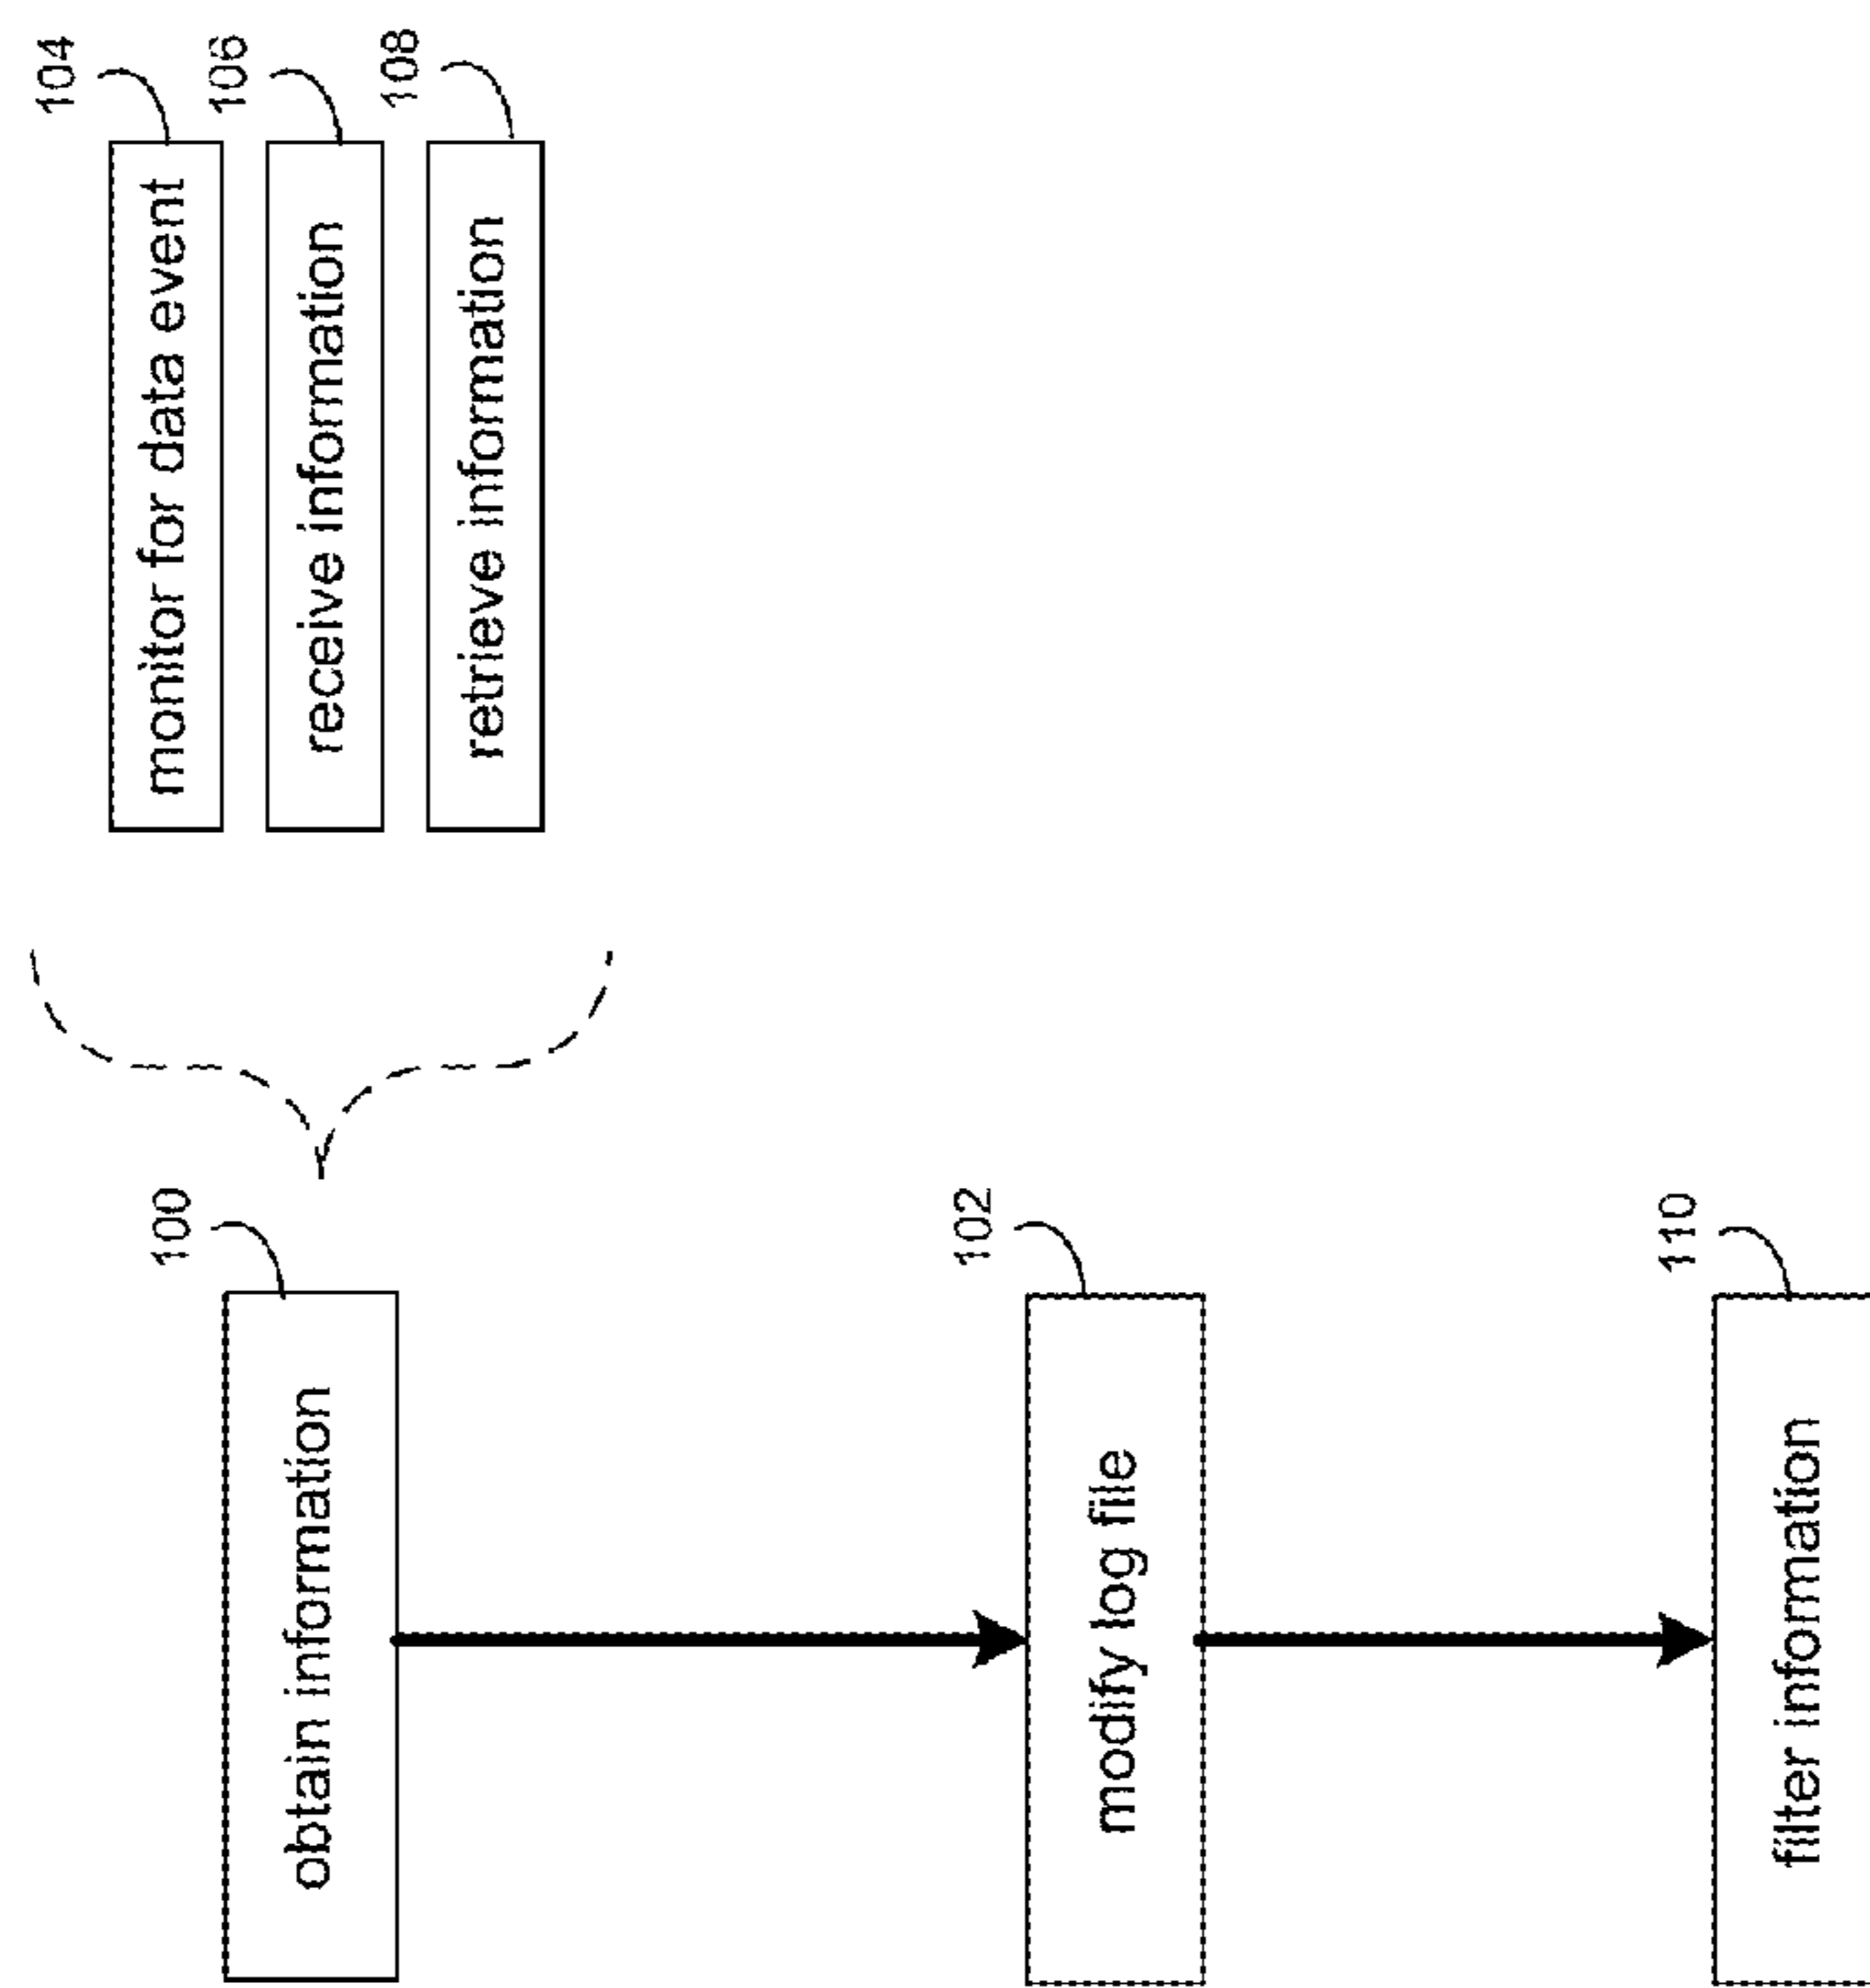 104
monitor for data event
106
receive information
108
retrieve information
100
obtain information
102
modify log file
110
filter information